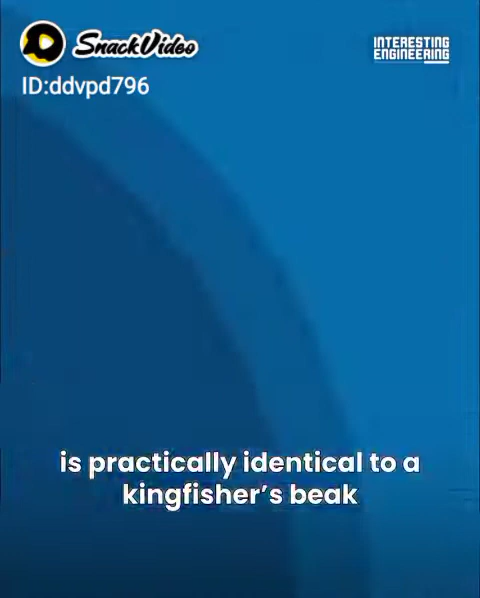 SnackVideo
INTERESTING
ENGINEERING
ID:ddvpd796
is practically identical to a
kingfisher's beak